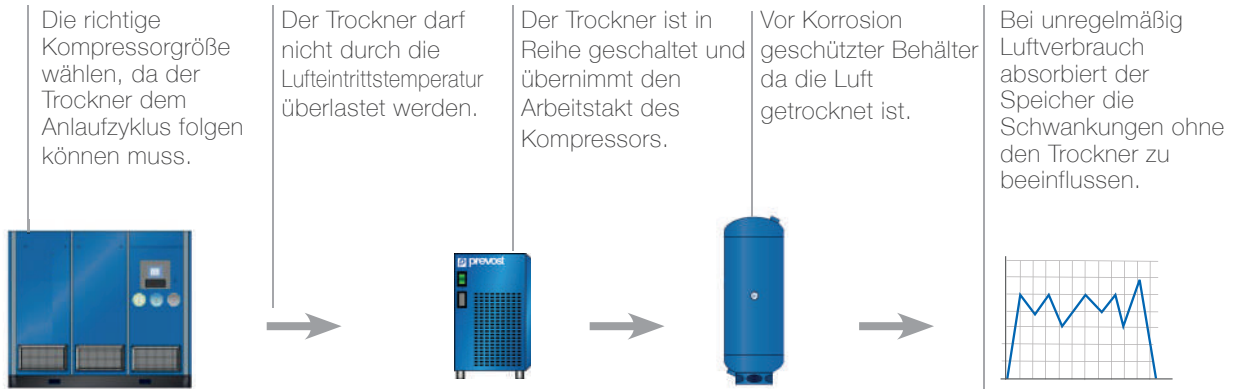 Die richtige
Kompressorgröße
wählen, da der
Trockner dem
Anlaufzyklus folgen
können muss.
Der Trockner darf
nicht durch die
Lufteintrittstemperatur
überlastet werden.
Der Trockner ist in
Reihe geschaltet und
übernimmt den
Arbeitstakt des
Kompressors.
Vor Korrosion
geschützter Behälter
da die Luft
getrocknet ist.
Bei unregelmäßig
Luftverbrauch
absorbiert der
Speicher die
Schwankungen ohne
den Trockner zu
beeinflussen.
prevost